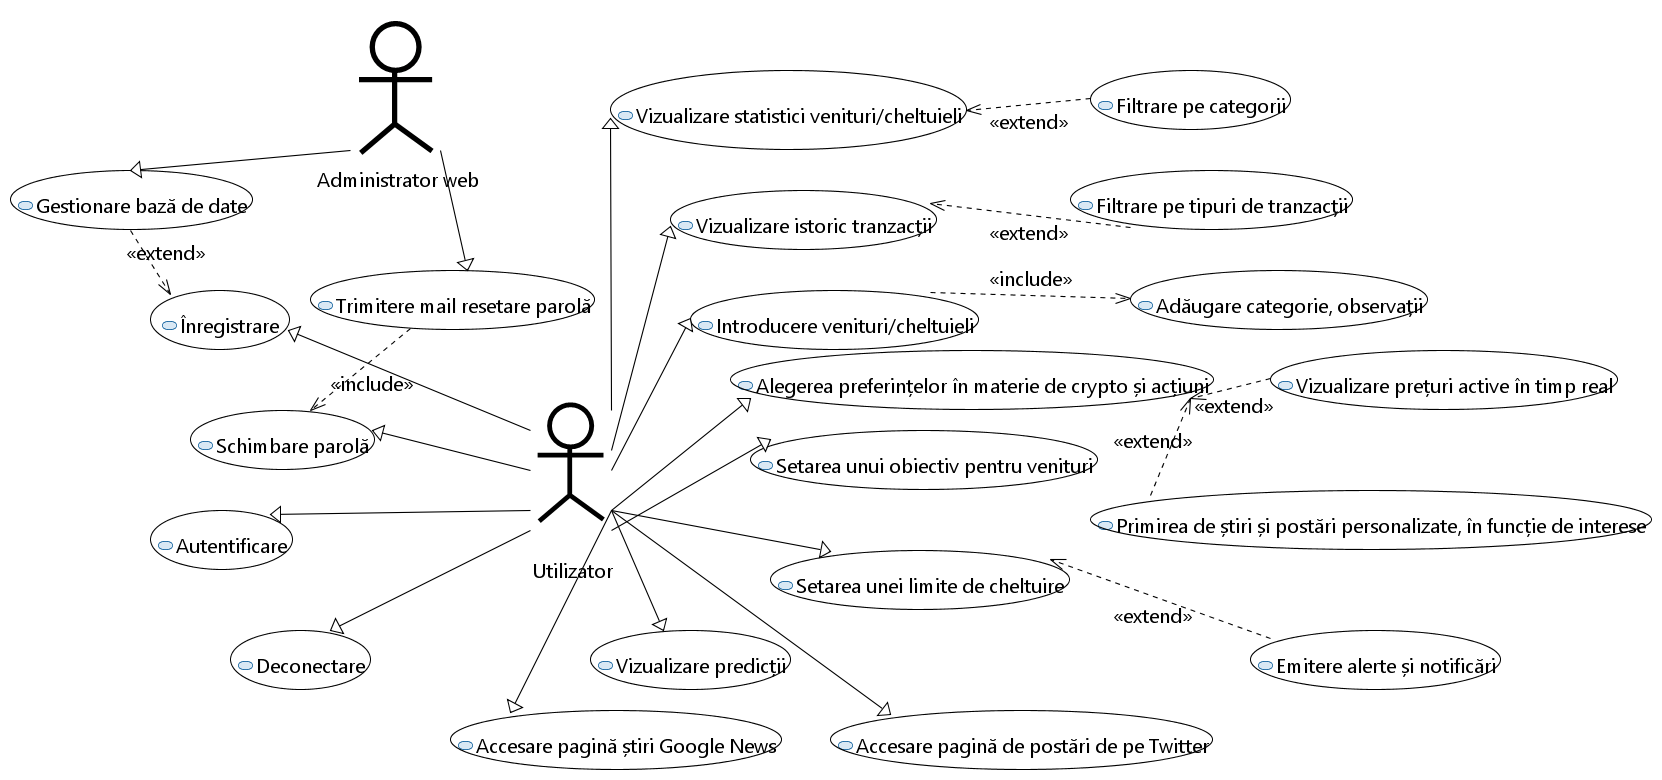 Administrator web
Vizualizare statistici venituri/cheltuieli
«extend»
Filtrare pe categorii
Gestionare bază de date
«extend»
Vizualizare istoric tranzacții
«extend»
Filtrare pe tipuri de tranzacții
Înregistrare
Trimitere mail resetare parolă
«include»
Introducere venituri/cheltuieli
«include»
Adăugare categorie, observații
Alegerea preferințelor în materie de crypto și acțiuni
«extend»
Vizualizare prețuri active în timp real
«extend»
Schimbare parolă
Setarea unui obiectiv pentru venituri
Primirea de știri și postări personalizate, în funcție de interese
Autentificare
Utilizator
Setarea unei limite de cheltuire
«extend»
Deconectare
Vizualizare predicții
Emitere alerte și notificări
Accesare pagină știri Google News
Accesare pagină de postări de pe Twitter